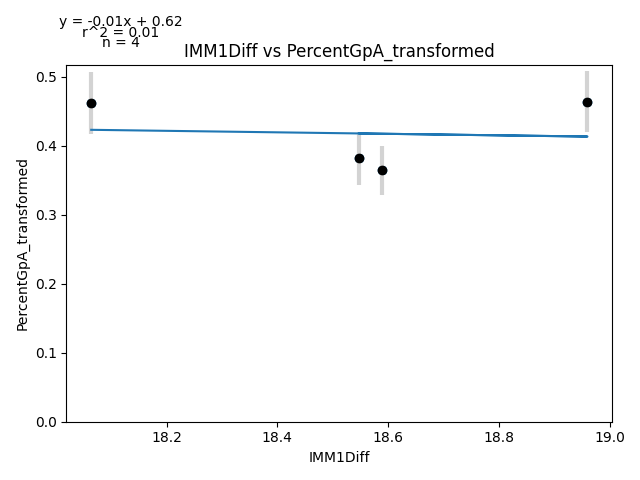 y = -0.01x + 0.62
r^2 = 0.01
n = 4
IMM1Diff vs PercentGpA_transformed
PercentGpA_transformed
0.5
0.4
0.3
0.2
0.1
0.0
18.2
18.4
18.6
18.8
19.0
IMM1Diff